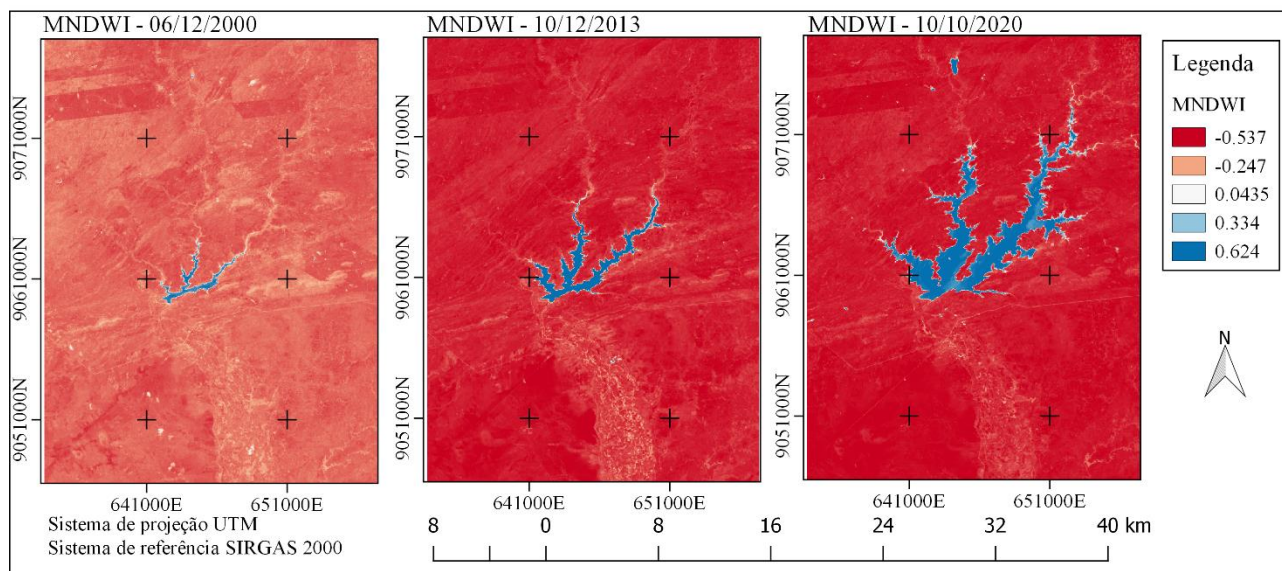 MNDWI - 06/12/2000
MNDWI - 10/12/2013
MNDWI - 10/10/2020
9071000N
9061000N
9051000N
9071000N
9061000N
9051000N
9071000N
9061000N
9051000N
641000E 651000E
641000E 651000E
641000E 651000E
Legenda
MNDWI
-0.537
-0.247
0.0435
0.334
0.624
N
Sistema de projeção UTM
Sistema de referência SIRGAS 2000
8 0 8 16 24 32 40 km